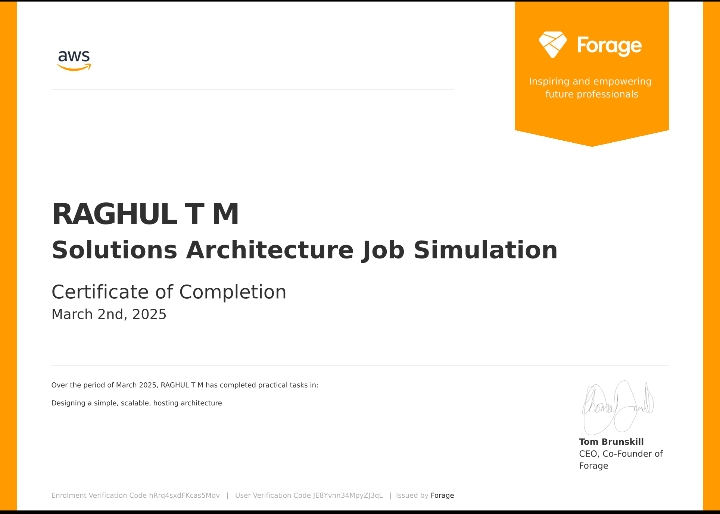 aws
Forage
Inspiring and empowering
future professionals
RAGHUL T M
Solutions Architecture Job Simulation
Certificate of Completion
March 2nd, 2025
Over the period of March 2025, RAGHUL T M has completed practical tasks in:
Designing a simple, scalable, hosting architecture
Tom Brunskill
CEO, Co-Founder of
Forage
Enrolment Verification Code | User Verification Code | Issued by Forage